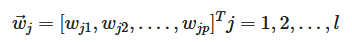 $\vec{w}_j = [w_{j1}, w_{j2}, \ldots, w_{jp}]^T j = 1, 2, \ldots, l$